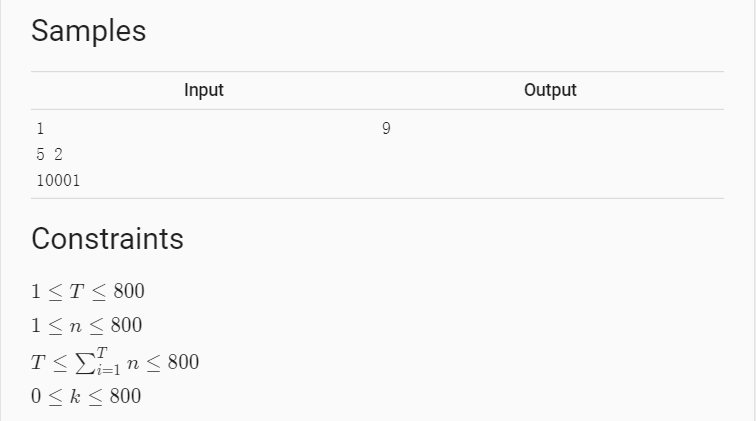 Samples
Input Output
1 9
5 2
10001
Constraints
1 ≤ T ≤ 800
1 ≤ n ≤ 800
T ≤ ∑_{i=1}^{T} n ≤ 800
0 ≤ k ≤ 800